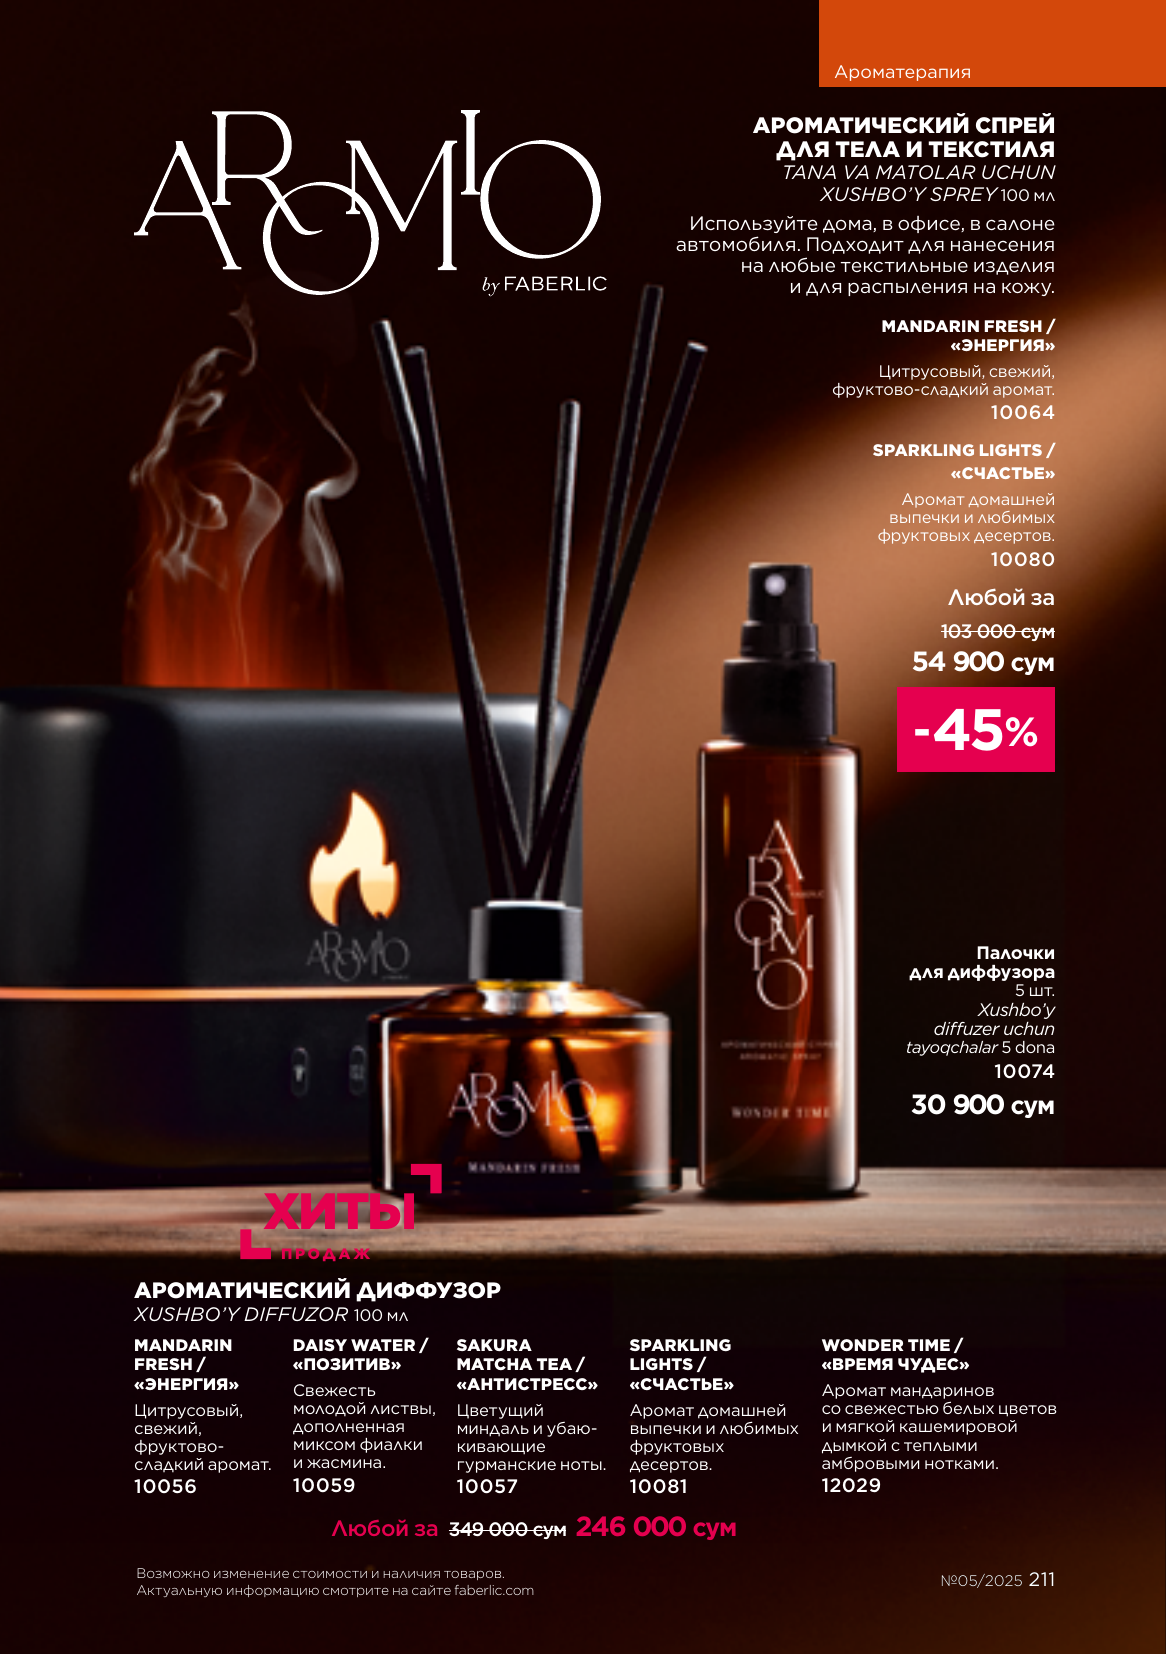 Ароматерапия
AROMIO
by FABERLIC
АРОМАТИЧЕСКИЙ СПРЕЙ
ДЛЯ ТЕЛА И ТЕКСТИЛЯ
TANA VA MATOLAR UCHUN
XUSHBO'Y SPREY 100 мл
Используйте дома, в офисе, в салоне
автомобиля. Подходит для нанесения
на любые текстильные изделия
и для распыления на кожу.
MANDARIN FRESH /
«ЭНЕРГИЯ»
Цитрусовый, свежий,
фруктово-сладкий аромат.
10064
SPARKLING LIGHTS /
«СЧАСТЬЕ»
Аромат домашней
выпечки и любимых
фруктовых десертов.
10080
Любой за
103 000 сум
54 900 сум
-45%
AROMIO
FABERLIC
АРОМАТИЧЕСКИЙ СПРЕЙ
AROMATIC SPRAY
WONDER TIME
AROMIO
AROMIO
MANDARIN FRESH
Палочки
для диффузора
5 шт.
Xushbo'y
diffuzer uchun
tayoqchalar 5 dona
10074
30 900 сум
ХИТЫ
ПРОДАЖ
АРОМАТИЧЕСКИЙ ДИФФУЗОР
XUSHBO'Y DIFFUZOR 100 мл
MANDARIN
FRESH /
«ЭНЕРГИЯ»
Цитрусовый,
свежий,
фруктово-
сладкий аромат.
10056
DAISY WATER /
«ПОЗИТИВ»
Свежесть
молодой листвы,
дополненная
миксом фиалки
и жасмина.
10059
SAKURA
MATCHA TEA /
«АНТИСТРЕСС»
Цветущий
миндаль и убаю-
кивающие
гурманские ноты.
10057
SPARKLING
LIGHTS /
«СЧАСТЬЕ»
Аромат домашней
выпечки и любимых
фруктовых
десертов.
10081
WONDER TIME /
«ВРЕМЯ ЧУДЕС»
Аромат мандаринов
со свежестью белых цветов
и мягкой кашемировой
дымкой с теплыми
амбровыми нотками.
12029
Любой за 349 000 сум 246 000 сум
Возможно изменение стоимости и наличия товаров.
Актуальную информацию смотрите на сайте faberlic.com
№05/2025 211